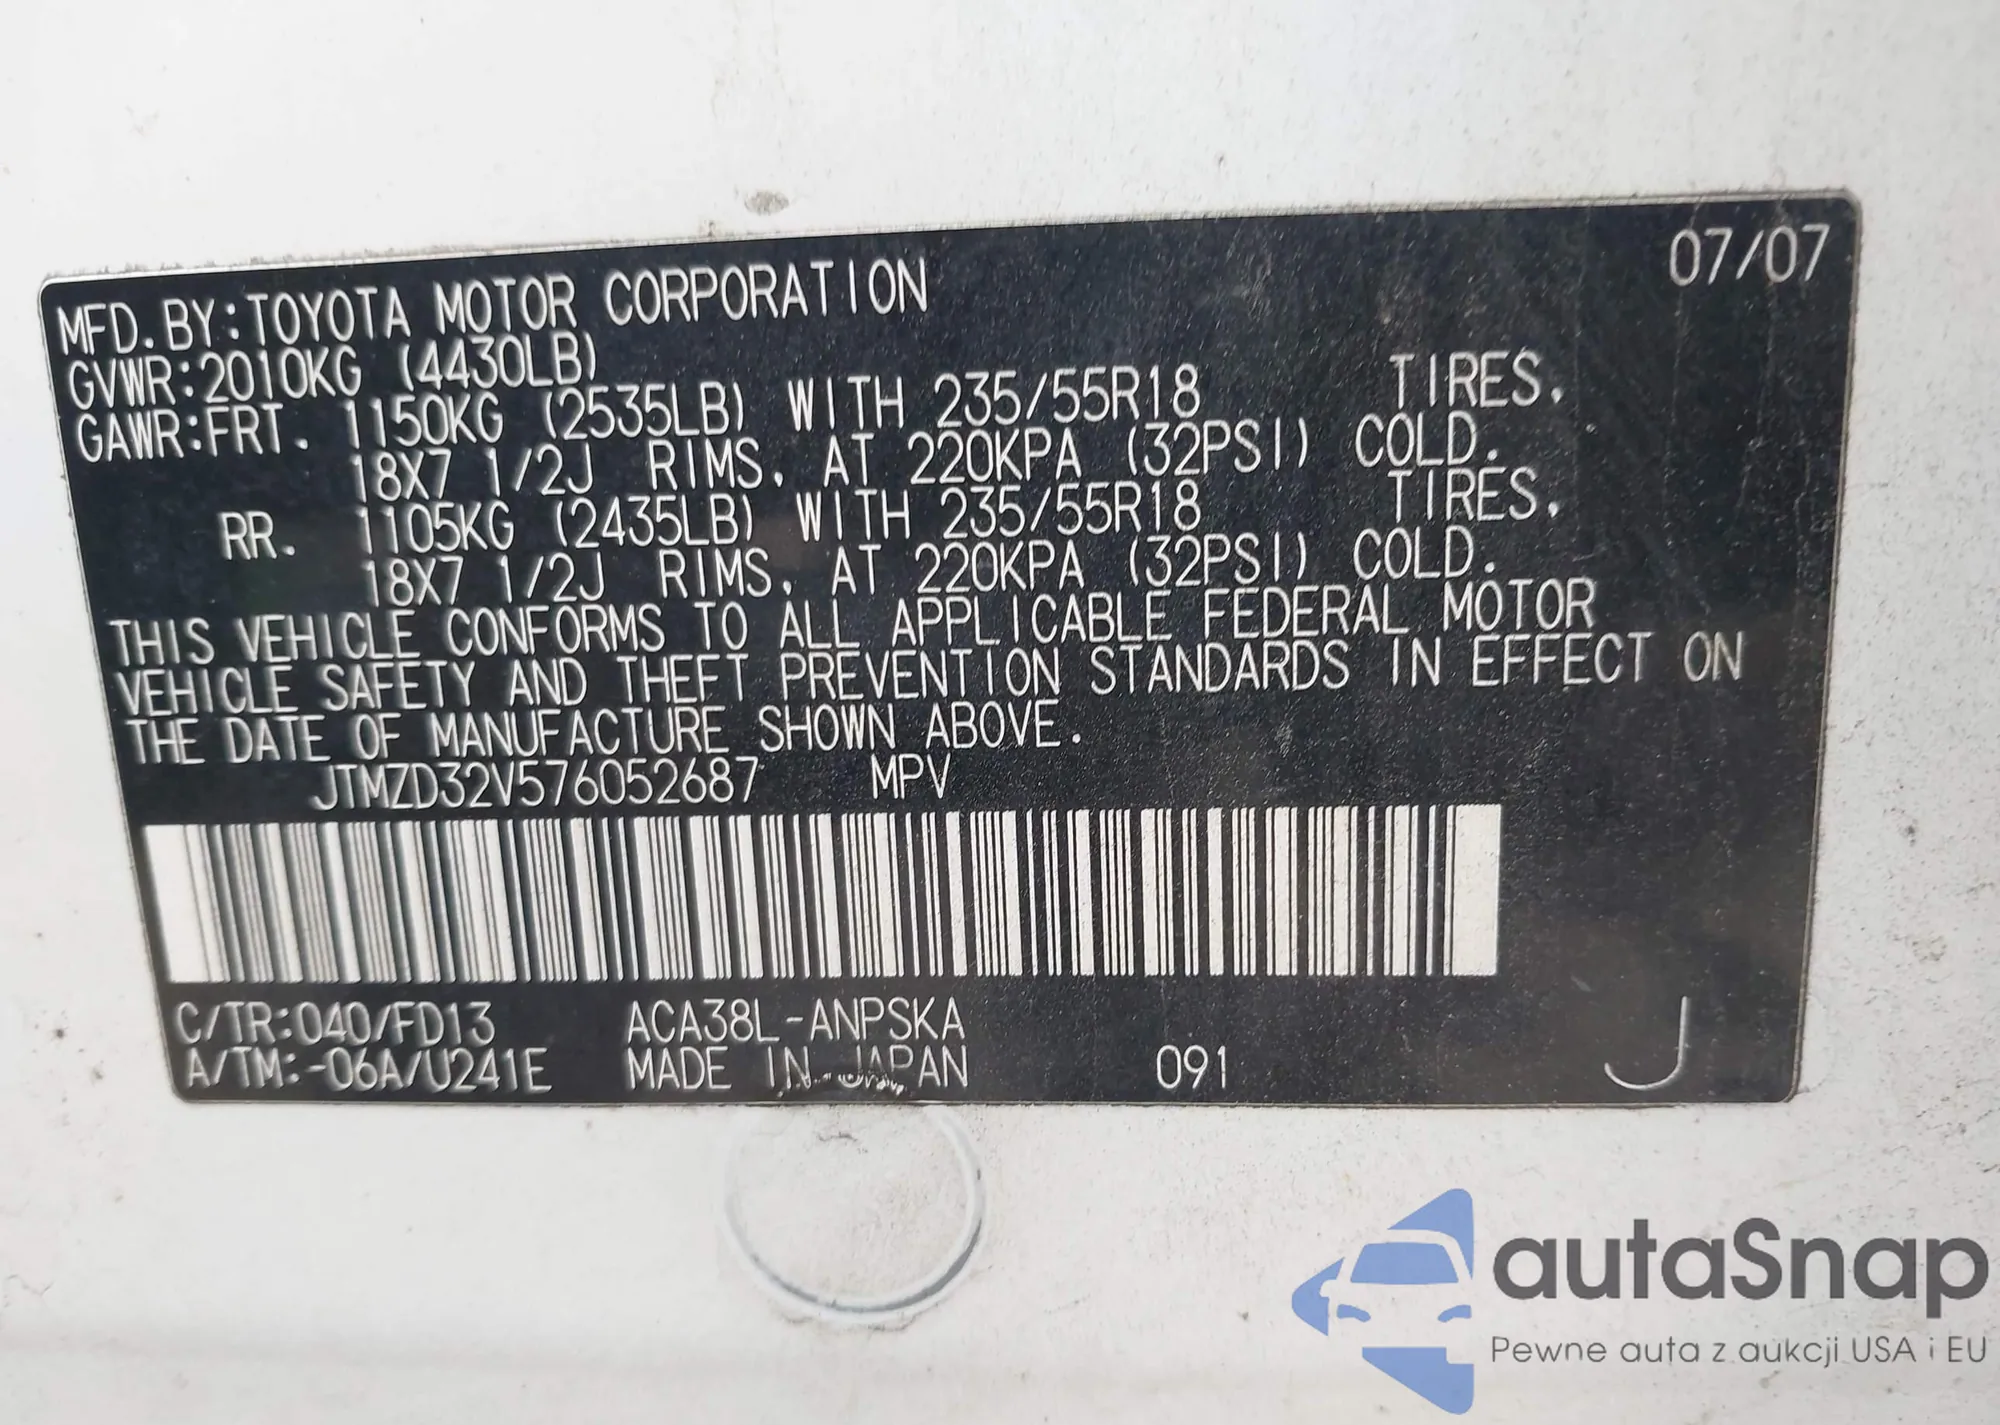 07/07
MFD.BY:TOYOTA MOTOR CORPORATION
GVWR:2010KG (4430LB)
GAWR:FRT. 1150KG (2535LB) WITH 235/55R18 TIRES.
18X7 1/2J RIMS. AT 220KPA (32PSI) COLD.
RR. 1105KG (2435LB) WITH 235/55R18 TIRES.
18X7 1/2J RIMS. AT 220KPA (32PSI) COLD.
THIS VEHICLE CONFORMS TO ALL APPLICABLE FEDERAL MOTOR
VEHICLE SAFETY AND THEFT PREVENTION STANDARDS IN EFFECT ON
THE DATE OF MANUFACTURE SHOWN ABOVE.
JTMZD32V576052687 MPV
C/TR:040/FD13 ACA38L-ANPSKA
A/TM:-06A/U241E MADE IN JAPAN 091 J
autaSnap
Pewne auta z aukcji USA i EU